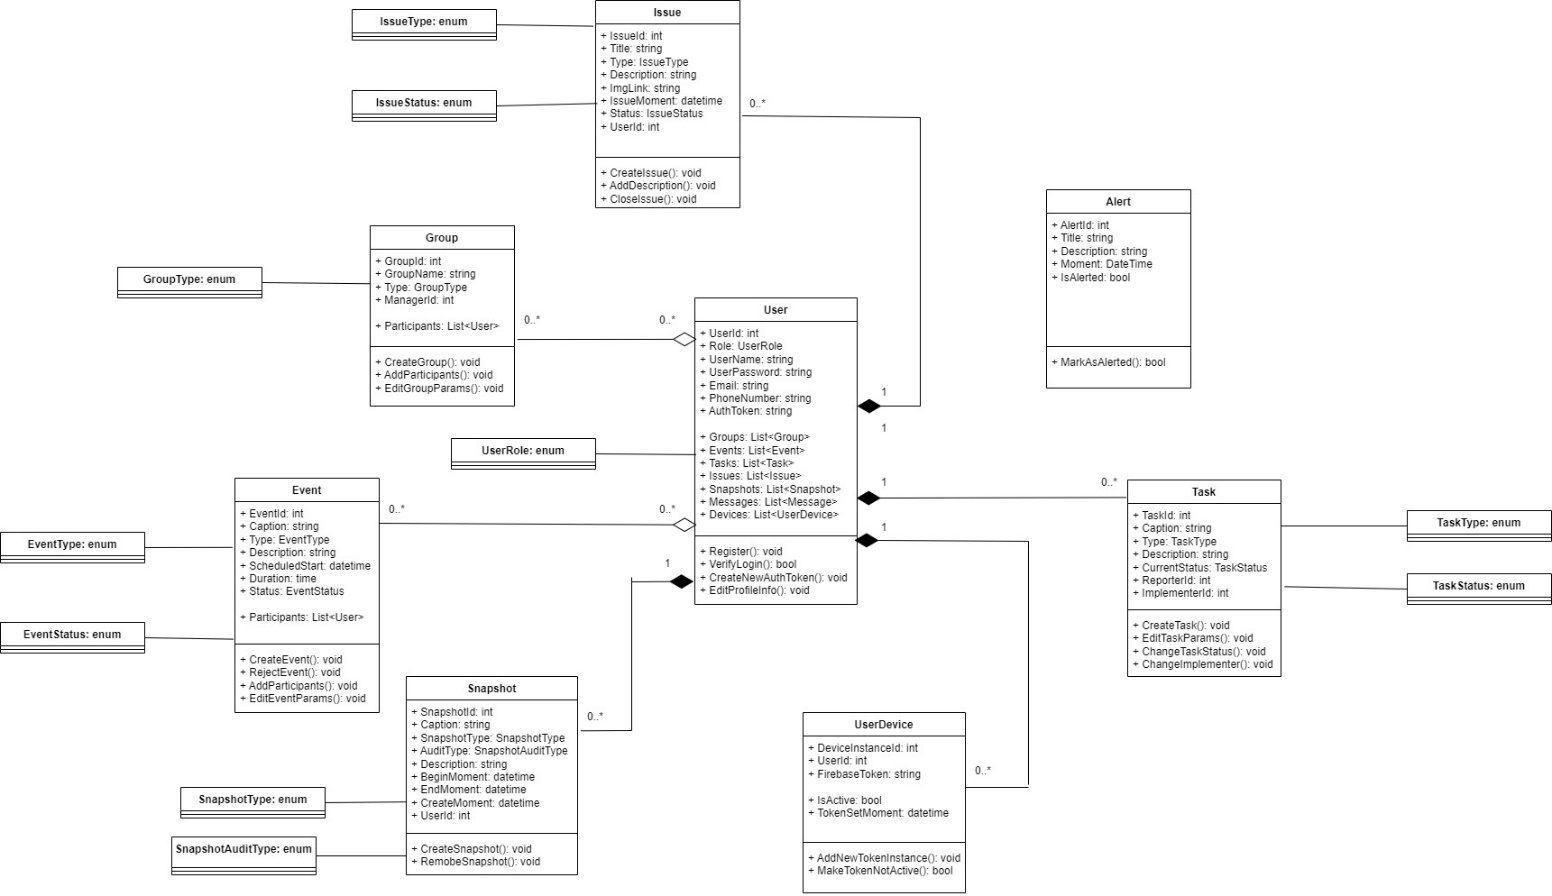 Issue
+ IssueId: int
+ Title: string
+ Type: IssueType
+ Description: string
+ ImgLink: string
+ IssueMoment: datetime
+ Status: IssueStatus
+ UserId: int
+ CreateIssue(): void
+ AddDescription(): void
+ CloseIssue(): void
IssueType: enum
IssueStatus: enum
0..*
Alert
+ AlertId: int
+ Title: string
+ Description: string
+ Moment: DateTime
+ IsAlerted: bool
+ MarkAsAlerted(): bool
Group
+ GroupId: int
+ GroupName: string
+ Type: GroupType
+ ManagerId: int
+ Participants: List<User>
+ CreateGroup(): void
+ AddParticipants(): void
+ EditGroupParams(): void
GroupType: enum
0..*
0..*
User
+ UserId: int
+ Role: UserRole
+ UserName: string
+ UserPassword: string
+ Email: string
+ PhoneNumber: string
+ AuthToken: string
+ Groups: List<Group>
+ Events: List<Event>
+ Tasks: List<Task>
+ Issues: List<Issue>
+ Snapshots: List<Snapshot>
+ Messages: List<Message>
+ Devices: List<UserDevice>
+ Register(): void
+ VerifyLogin(): bool
+ CreateNewAuthToken(): void
+ EditProfileInfo(): void
1
1
1
1
UserRole: enum
Event
+ EventId: int
+ Caption: string
+ Type: EventType
+ Description: string
+ ScheduledStart: datetime
+ Duration: time
+ Status: EventStatus
+ Participants: List<User>
+ CreateEvent(): void
+ RejectEvent(): void
+ AddParticipants(): void
+ EditEventParams(): void
EventType: enum
EventStatus: enum
0..*
0..*
1
0..*
Task
+ TaskId: int
+ Caption: string
+ Type: TaskType
+ Description: string
+ CurrentStatus: TaskStatus
+ ReporterId: int
+ ImplementerId: int
+ CreateTask(): void
+ EditTaskParams(): void
+ ChangeTaskStatus(): void
+ ChangeImplementer(): void
TaskType: enum
TaskStatus: enum
Snapshot
+ SnapshotId: int
+ Caption: string
+ SnapshotType: SnapshotType
+ AuditType: SnapshotAuditType
+ Description: string
+ BeginMoment: datetime
+ EndMoment: datetime
+ CreateMoment: datetime
+ UserId: int
+ CreateSnapshot(): void
+ RemobeSnapshot(): void
0..*
SnapshotType: enum
SnapshotAuditType: enum
UserDevice
+ DeviceInstanceId: int
+ UserId: int
+ FirebaseToken: string
+ IsActive: bool
+ TokenSetMoment: datetime
+ AddNewTokenInstance(): void
+ MakeTokenNotActive(): bool
0..*